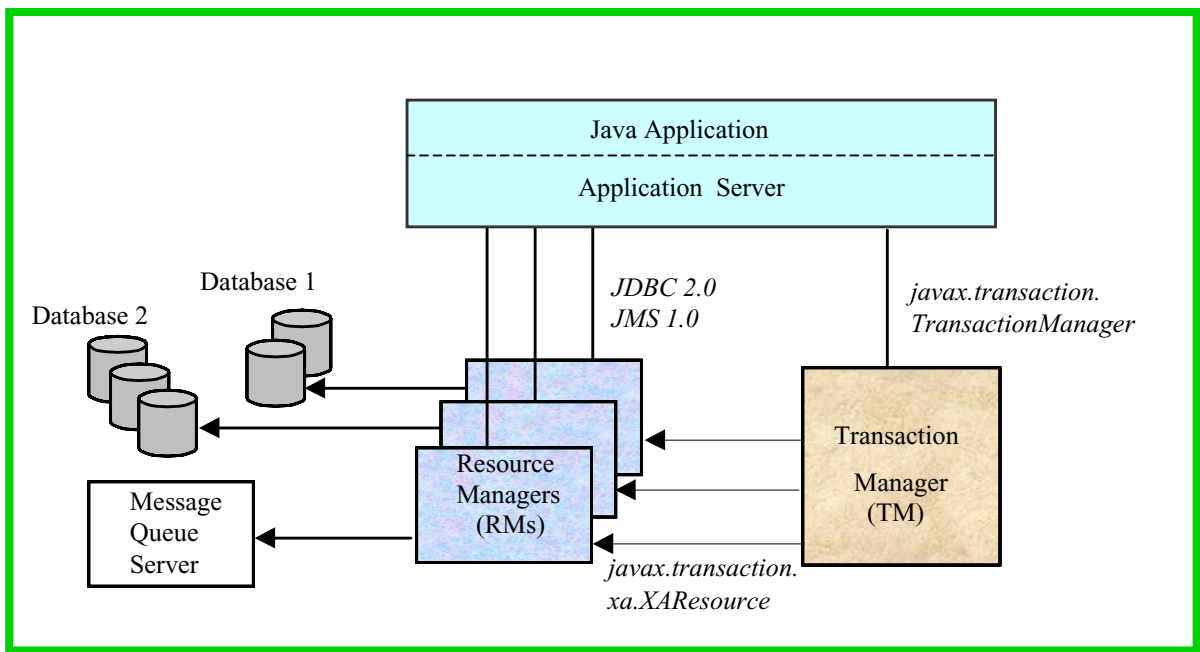 Java Application
Application Server
Database 1
Database 2
JDBC 2.0
JMS 1.0
javax.transaction.
TransactionManager
Resource
Managers
(RMs)
Transaction
Manager
(TM)
Message
Queue
Server
javax.transaction.
xa.XAResource